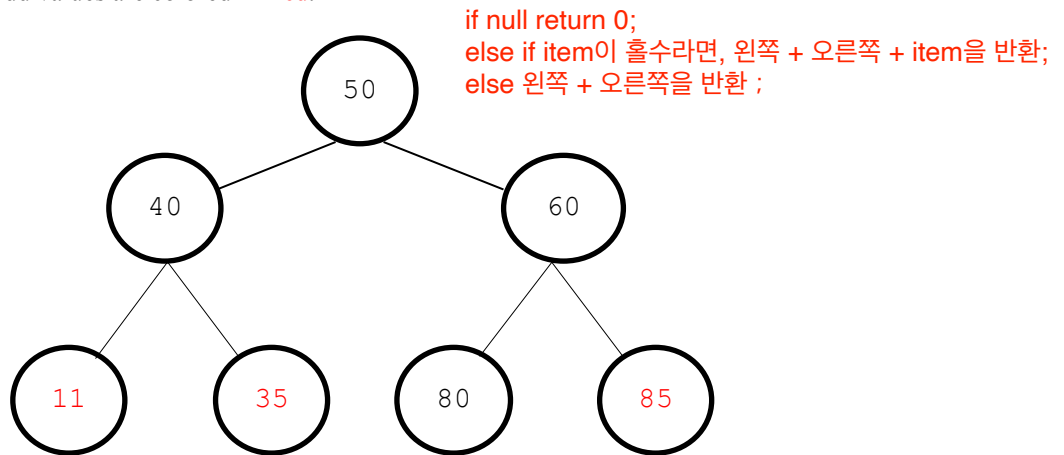 if null return 0;
else if item이 홀수라면, 왼쪽 + 오른쪽 + item을 반환;
else 왼쪽 + 오른쪽을 반환 ;
50
40
60
11
35
80
85